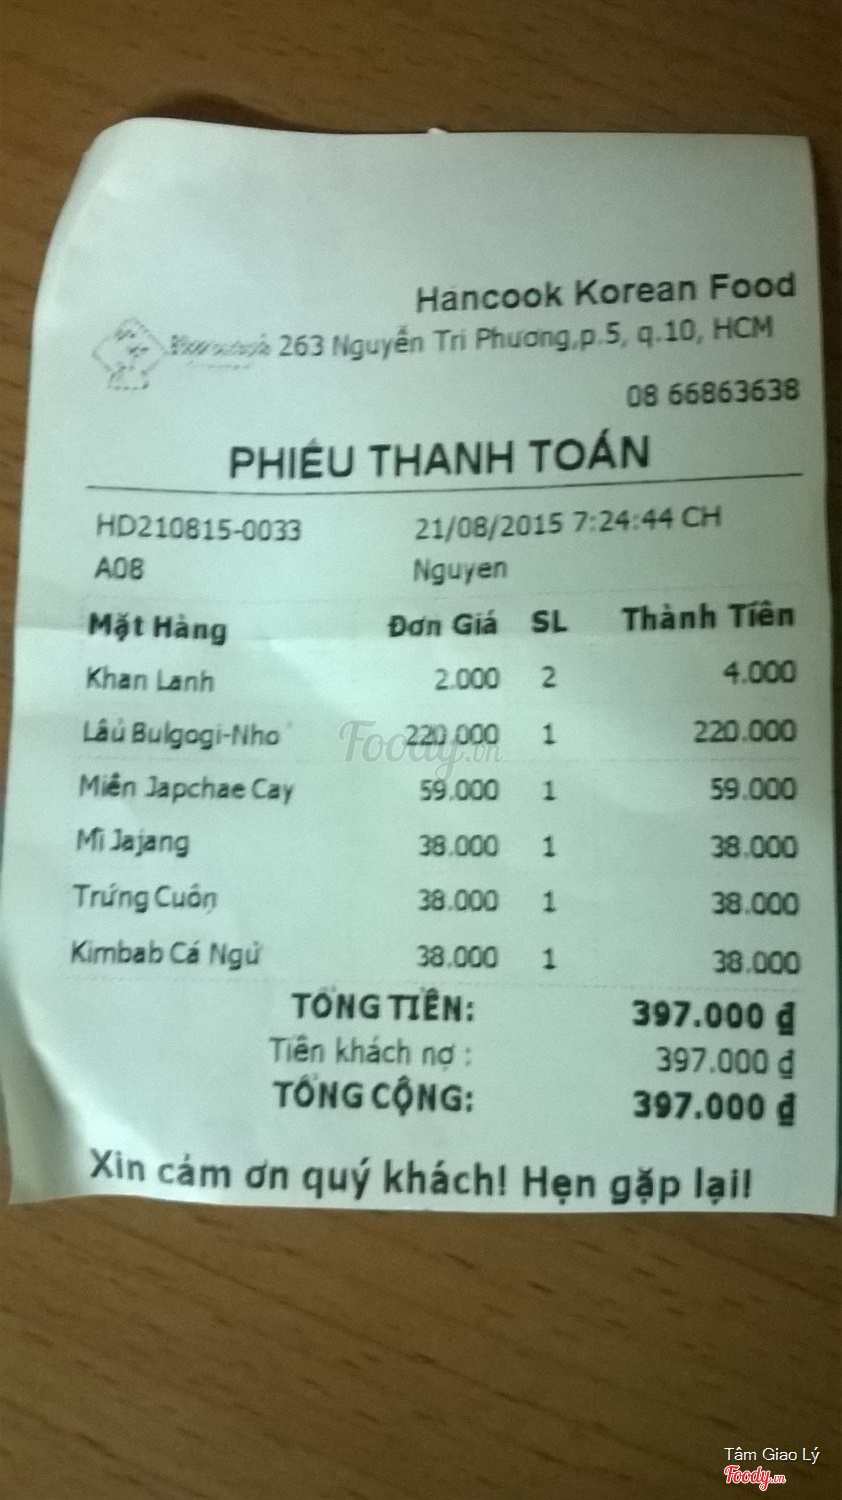 Hancook Korean Food
263 Nguyễn Tri Phương,p.5, q.10, HCM
08 66863638
PHIẾU THANH TOÁN
HD210815-0033 21/08/2015 7:24:44 CH
A08 Nguyen
Mặt Hàng Đơn Giá SL Thành Tiền
Khan Lanh 2.000 2 4.000
Lẩu Bulgogi-Nho 220.000 1 220.000
Miến Japchae Cay 59.000 1 59.000
Mì Jajang 38.000 1 38.000
Trứng Cuộn 38.000 1 38.000
Kimbab Cá Ngừ 38.000 1 38.000
TỔNG TIỀN: 397.000 ₫
Tiền khách nợ : 397.000 ₫
TỔNG CỘNG: 397.000 ₫
Xin cảm ơn quý khách! Hẹn gặp lại!
Foody.vn
Tâm Giao Lý
Foody.vn